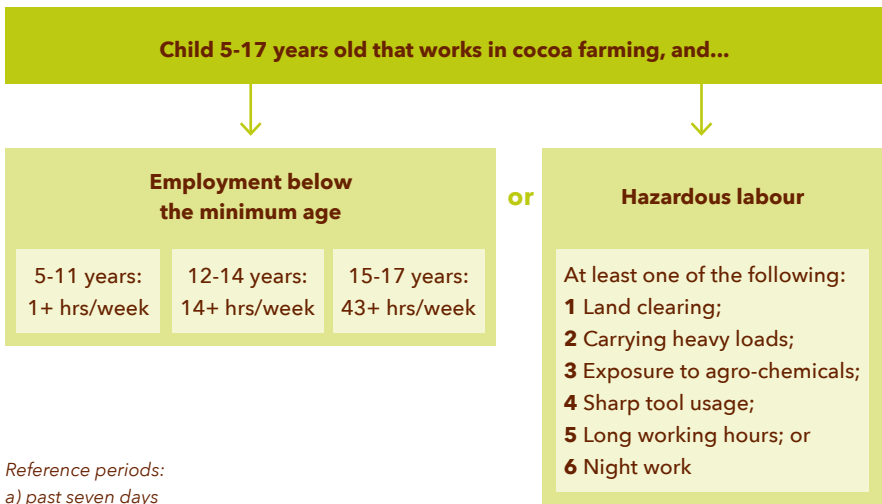 Child 5-17 years old that works in cocoa farming, and...
Employment below
the minimum age
5-11 years:
1+ hrs/week
12-14 years:
14+ hrs/week
15-17 years:
43+ hrs/week
or
Hazardous labour
At least one of the following:
1 Land clearing;
2 Carrying heavy loads;
3 Exposure to agro-chemicals;
4 Sharp tool usage;
5 Long working hours; or
6 Night work
Reference periods:
a) past seven days